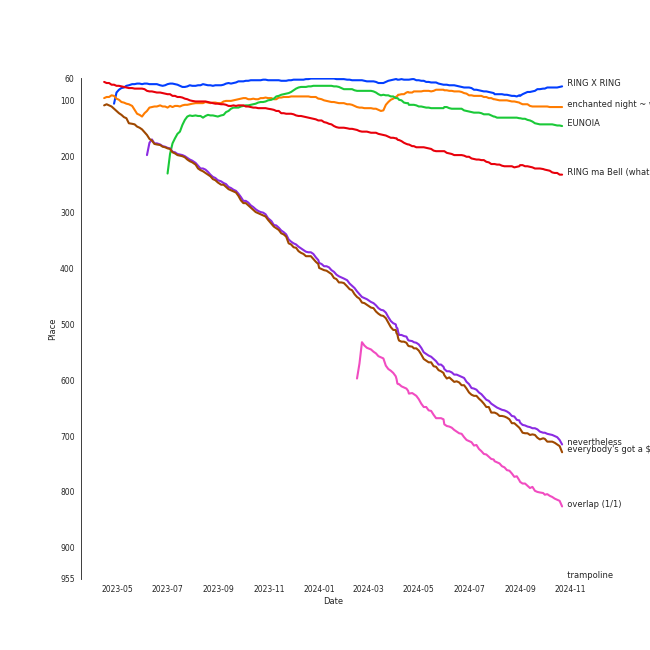 60
100
200
300
400
500
600
700
800
900
955
Place
2023-05
2023-07
2023-09
2023-11
2024-01
2024-03
2024-05
2024-07
2024-09
2024-11
Date
RING X RING
enchanted night ~
EUNOIA
RING ma Bell (what
nevertheless
everybody's got a $
overlap (1/1)
trampoline